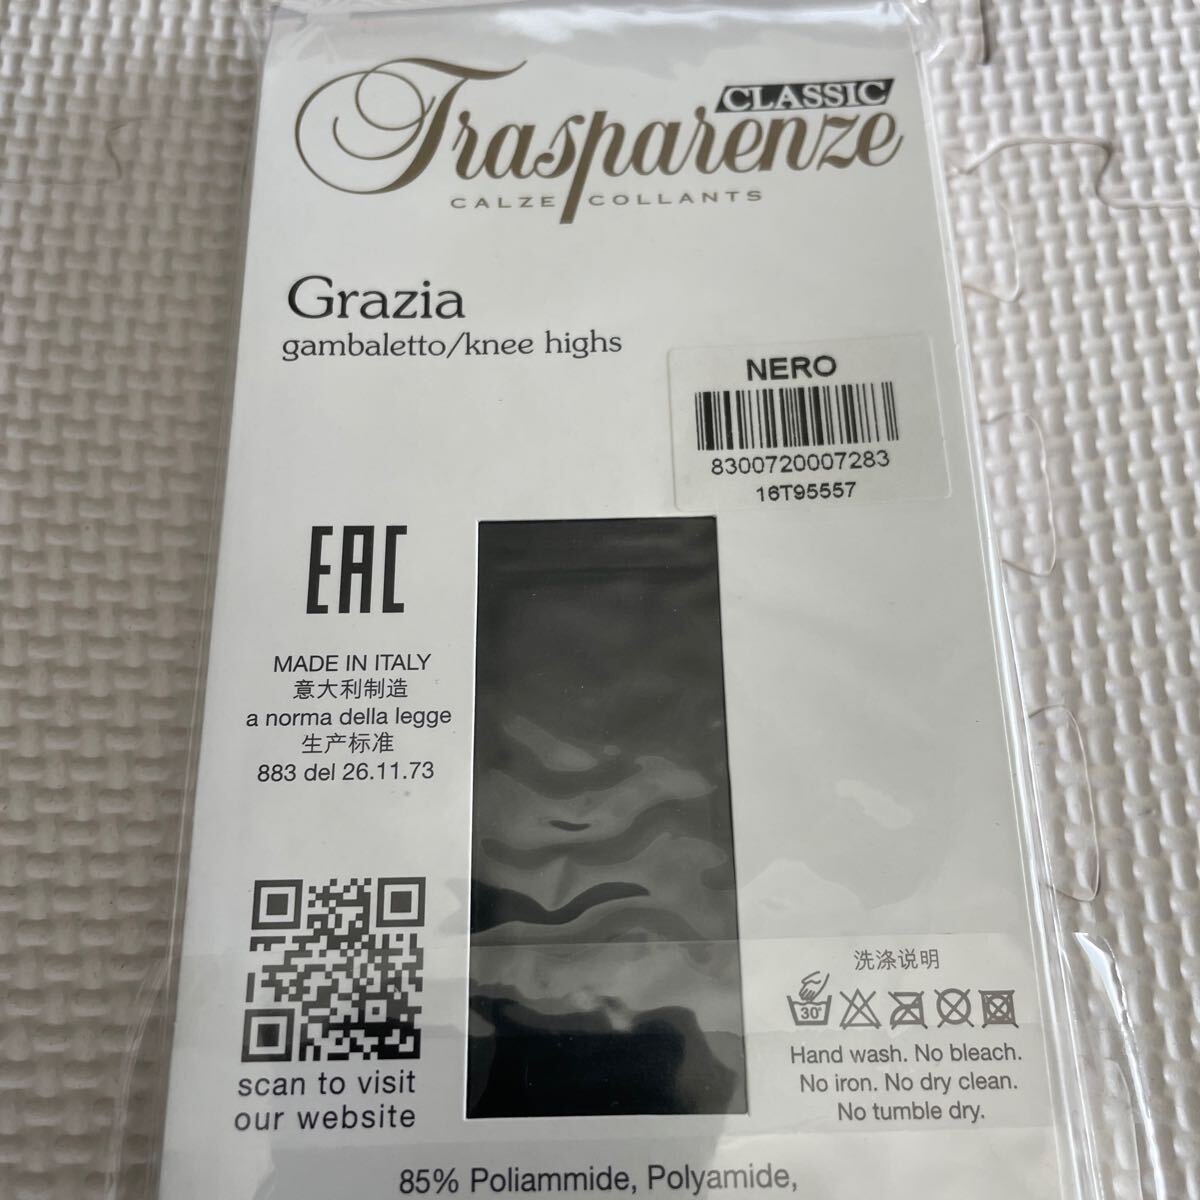 Trasparenze
CLASSIC
CALZE COLLANTS
Grazia
gambaletto/knee highs
NERO
8300720007283
16T95557
EAC
MADE IN ITALY
意大利制造
a norma della legge
生产标准
883 del 26.11.73
scan to visit
our website
洗涤说明
30°
Hand wash. No bleach.
No iron. No dry clean.
No tumble dry.
85% Poliammide, Polyamide,